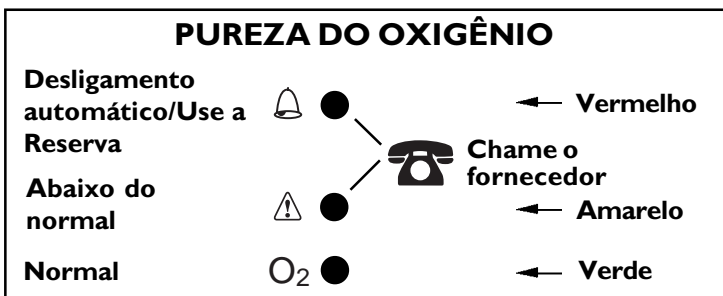 PUREZA DO OXIGÊNIO
Desligamento
automático/Use a
Reserva
Vermelho
Chame o
fornecedor
Abaixo do
normal
Amarelo
Normal
O₂
Verde